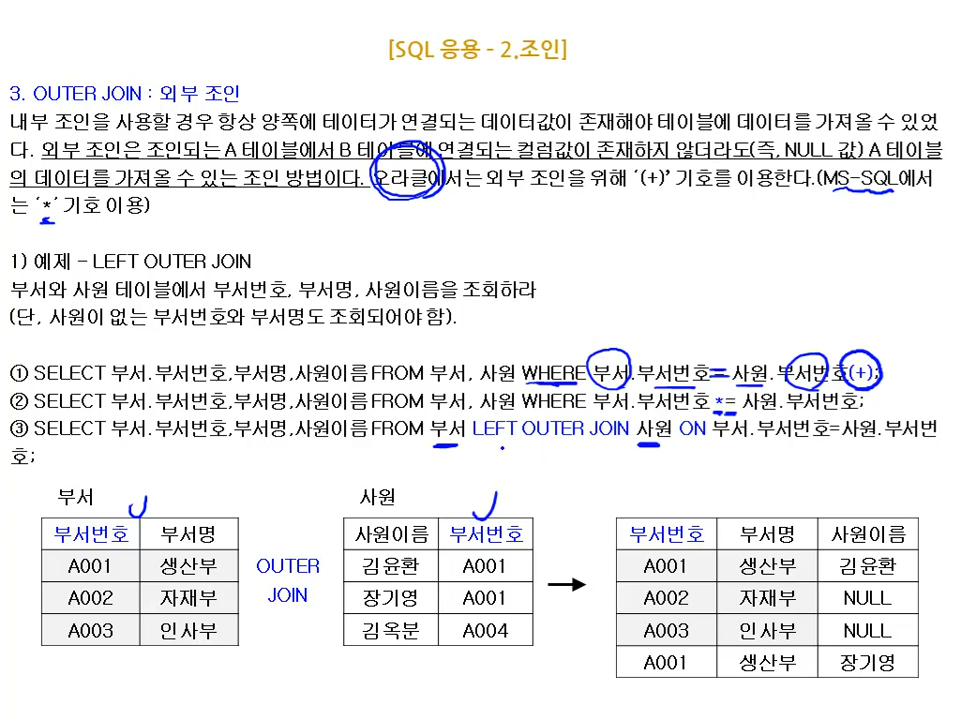 [SQL 응용 - 2.조인]
3. OUTER JOIN : 외부 조인
내부 조인을 사용할 경우 항상 양쪽에 테이터가 연결되는 데이터값이 존재해야 테이블에 데이터를 가져올 수 있었
다. 외부 조인은 조인되는 A 테이블에서 B 테이블에 연결되는 컬럼값이 존재하지 않더라도(즉, NULL 값) A 테이블
의 데이터를 가져올 수 있는 조인 방법이다. 오라클에서는 외부 조인을 위해 ‘(+)’ 기호를 이용한다.(MS-SQL에서
는 ‘*’ 기호 이용)
1) 예제 - LEFT OUTER JOIN
부서와 사원 테이블에서 부서번호, 부서명, 사원이름을 조회하라
(단, 사원이 없는 부서번호와 부서명도 조회되어야 함).
① SELECT 부서.부서번호,부서명,사원이름 FROM 부서, 사원 WHERE 부서.부서번호 = 사원.부서번호(+);
② SELECT 부서.부서번호,부서명,사원이름 FROM 부서, 사원 WHERE 부서.부서번호 *= 사원.부서번호;
③ SELECT 부서.부서번호,부서명,사원이름 FROM 부서 LEFT OUTER JOIN 사원 ON 부서.부서번호=사원.부서번
호;
부서 사원
부서번호 부서명 사원이름 부서번호 부서번호 부서명 사원이름
A001 생산부 OUTER 김윤환 A001 A001 생산부 김윤환
A002 자재부 JOIN 장기영 A001 A002 자재부 NULL
A003 인사부 김옥분 A004 A003 인사부 NULL
A001 생산부 장기영